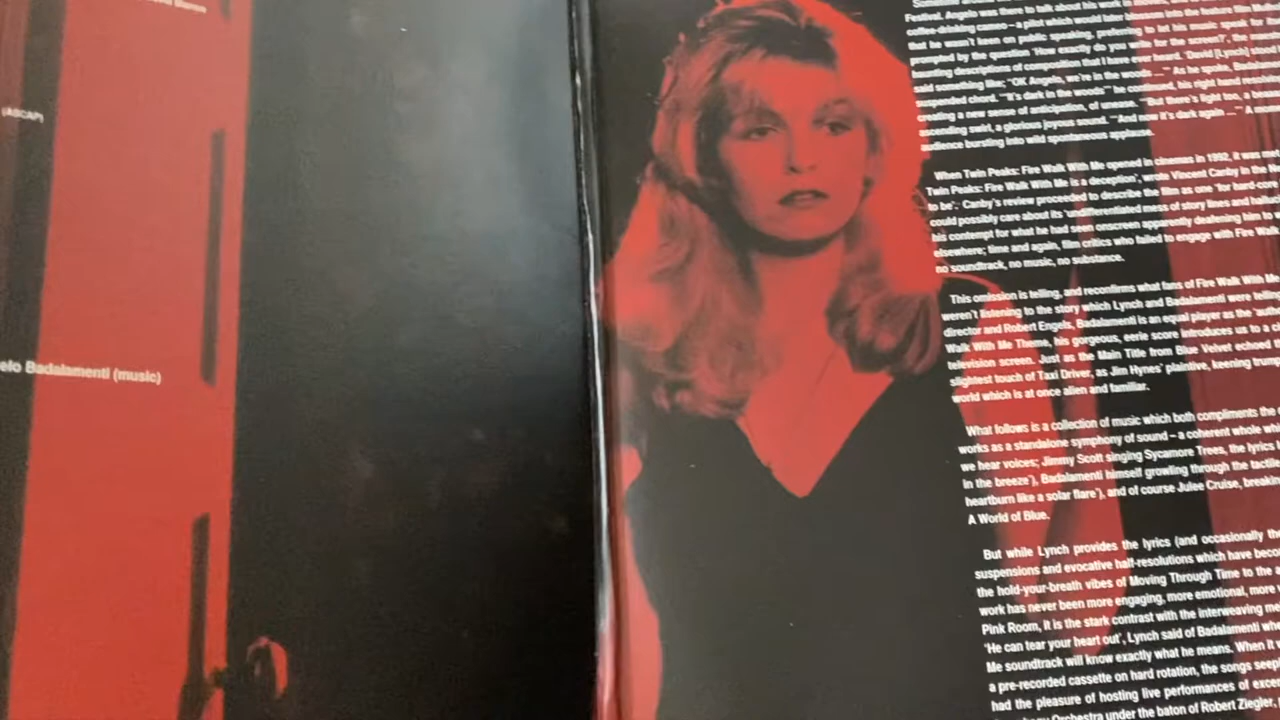 (ASCAP)
elo Badalamenti (music)
Festival, Angelo was there to talk about his
coffee-drinking cameo – a pilot which would later
that he wasn't keen on public speaking, preferring to let his music speak for
prompted by the question 'How exactly do you write for the screen?', the
descriptions of composition that I have ever heard. 'David [Lynch]
said something like; "OK Angelo, we're in the woods ..."' As he spoke,
suspended chord. '"It's dark in the woods"' he continued, his right hand
creating a new sense of anticipation, of unease. '"But there's light too, a
ascending swirl, a glorious joyous sound. '"And now it's dark again ..."' A
audience bursting into wild spontaneous applause.
When Twin Peaks: Fire Walk With Me opened in cinemas in 1992, it was
Twin Peaks: Fire Walk With Me is a deception', wrote Vincent Canby in the
to be'. Canby's review proceeded to describe the film as one 'for hard-core
could possibly care about its 'undifferentiated mess of story lines and
his contempt for what he had seen onscreen apparently deafening him to
elsewhere; time and again, film critics who failed to engage with Fire Walk
no soundtrack, no music, no substance.
This omission is telling, and reconfirms what fans of Fire Walk With Me
weren't listening to the story which Lynch and Badalamenti were telling
director and Robert Engels, Badalamenti is an equal player as the
Walk With Me Theme, his gorgeous, eerie score introduces us to a
television screen. Just as the Main Title from Blue Velvet echoed
slightest touch of Taxi Driver, as Jim Hynes' plaintive, keening
world which is at once alien and familiar.
What follows is a collection of music which both compliments the
works as a standalone symphony of sound – a coherent whole
we hear voices; Jimmy Scott singing Sycamore Trees, the lyrics
in the breeze'), Badalamenti himself growling through the
heartburn like a solar flare'), and of course Julee Cruise, breaking
A World of Blue.
But while Lynch provides the lyrics (and occasionally the
suspensions and evocative half-resolutions which have
the hold-your-breath vibes of Moving Through Time to the
work has never been more engaging, more emotional, more
Pink Room, it is the stark contrast with the interweaving
'He can tear your heart out', Lynch said of Badalamenti
Me soundtrack will know exactly what he means. When it
a pre-recorded cassette on hard rotation, the songs
had the pleasure of hosting live performances of
Orchestra under the baton of Robert Ziegler,